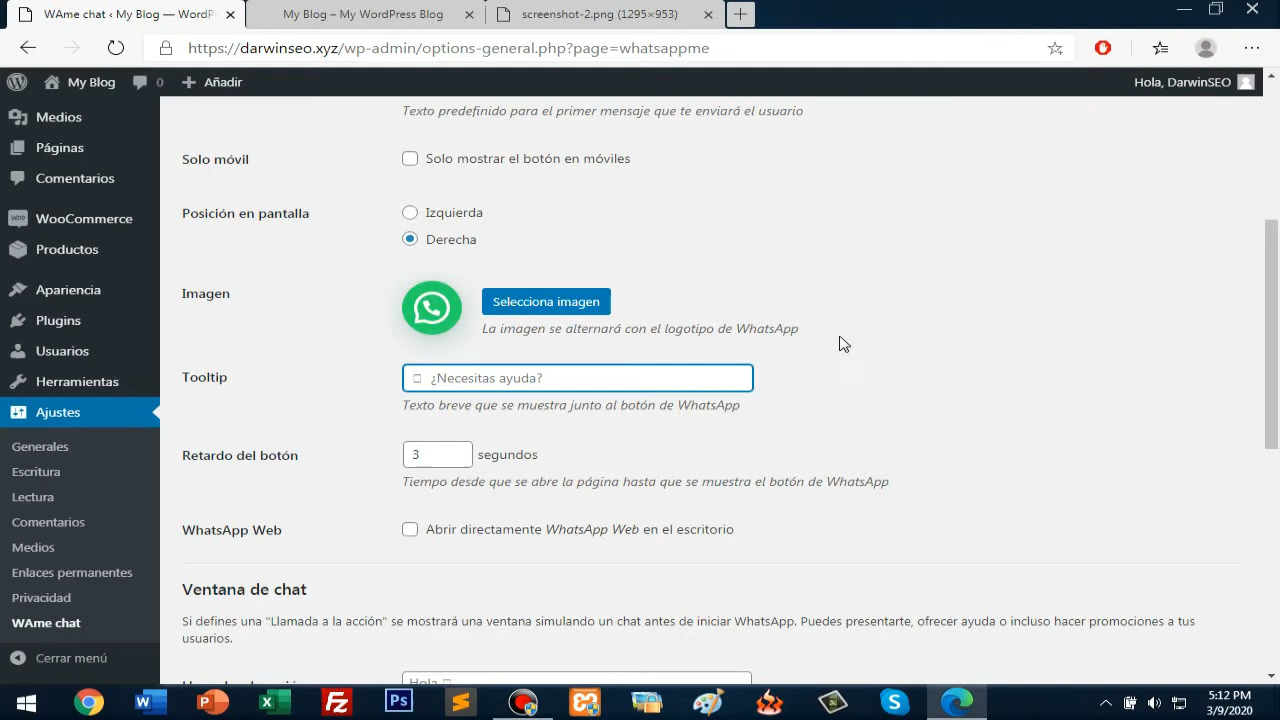 WAme chat ‹ My Blog — WordPr
My Blog – My WordPress Blog
screenshot-2.png (1295×953)
https://darwinseo.xyz/wp-admin/options-general.php?page=whatsappme
My Blog
0
Añadir
Hola, DarwinSEO
Medios
Páginas
Comentarios
WooCommerce
Productos
Apariencia
Plugins
Usuarios
Herramientas
Ajustes
Generales
Escritura
Lectura
Comentarios
Medios
Enlaces permanentes
Privacidad
WAme chat
Cerrar menú
Texto predefinido para el primer mensaje que te enviará el usuario
Solo móvil
Solo mostrar el botón en móviles
Posición en pantalla
Izquierda
Derecha
Imagen
Selecciona imagen
La imagen se alternará con el logotipo de WhatsApp
Tooltip
¿Necesitas ayuda?
Texto breve que se muestra junto al botón de WhatsApp
Retardo del botón
3 segundos
Tiempo desde que se abre la página hasta que se muestra el botón de WhatsApp
WhatsApp Web
Abrir directamente WhatsApp Web en el escritorio
Ventana de chat
Si defines una "Llamada a la acción" se mostrará una ventana simulando un chat antes de iniciar WhatsApp. Puedes presentarte, ofrecer ayuda o incluso hacer promociones a tus
usuarios.
Hola
5:12 PM
3/9/2020